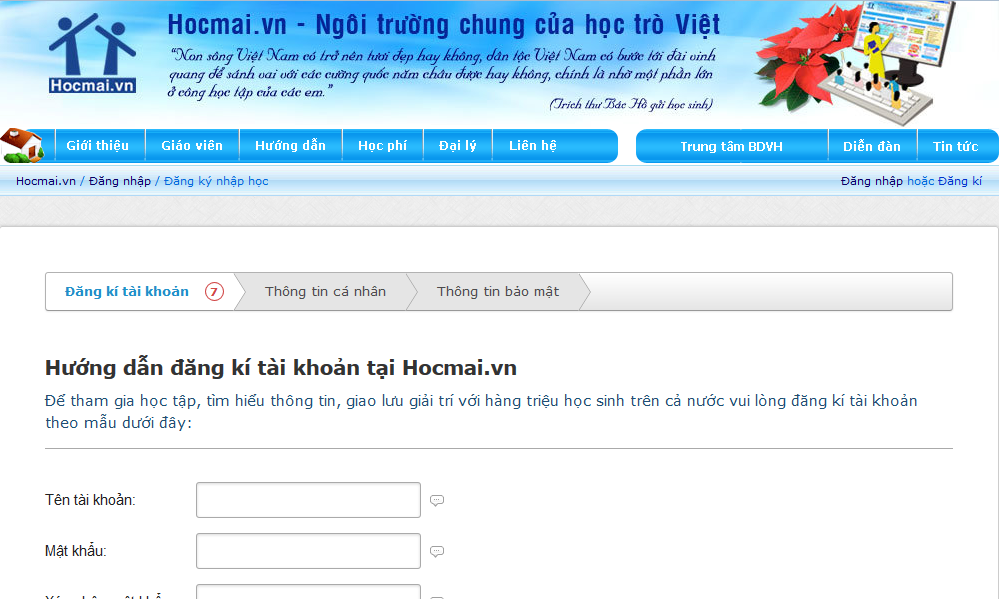 Hocmai.vn
Hocmai.vn - Ngôi trường chung của học trò Việt
"Non sông Việt Nam có trở nên tươi đẹp hay không, dân tộc Việt Nam có bước tới đài vinh
quang để sánh vai với các cường quốc năm châu được hay không, chính là nhờ một phần lớn
ở công học tập của các em."
(Trích thư Bác Hồ gửi học sinh)
Giới thiệu Giáo viên Hướng dẫn Học phí Đại lý Liên hệ Trung tâm BDVH Diễn đàn Tin tức
Hocmai.vn / Đăng nhập / Đăng ký nhập học Đăng nhập hoặc Đăng kí
Đăng kí tài khoản 7 Thông tin cá nhân Thông tin bảo mật
Hướng dẫn đăng kí tài khoản tại Hocmai.vn
Để tham gia học tập, tìm hiểu thông tin, giao lưu giải trí với hàng triệu học sinh trên cả nước vui lòng đăng kí tài khoản
theo mẫu dưới đây:
Tên tài khoản:
Mật khẩu: